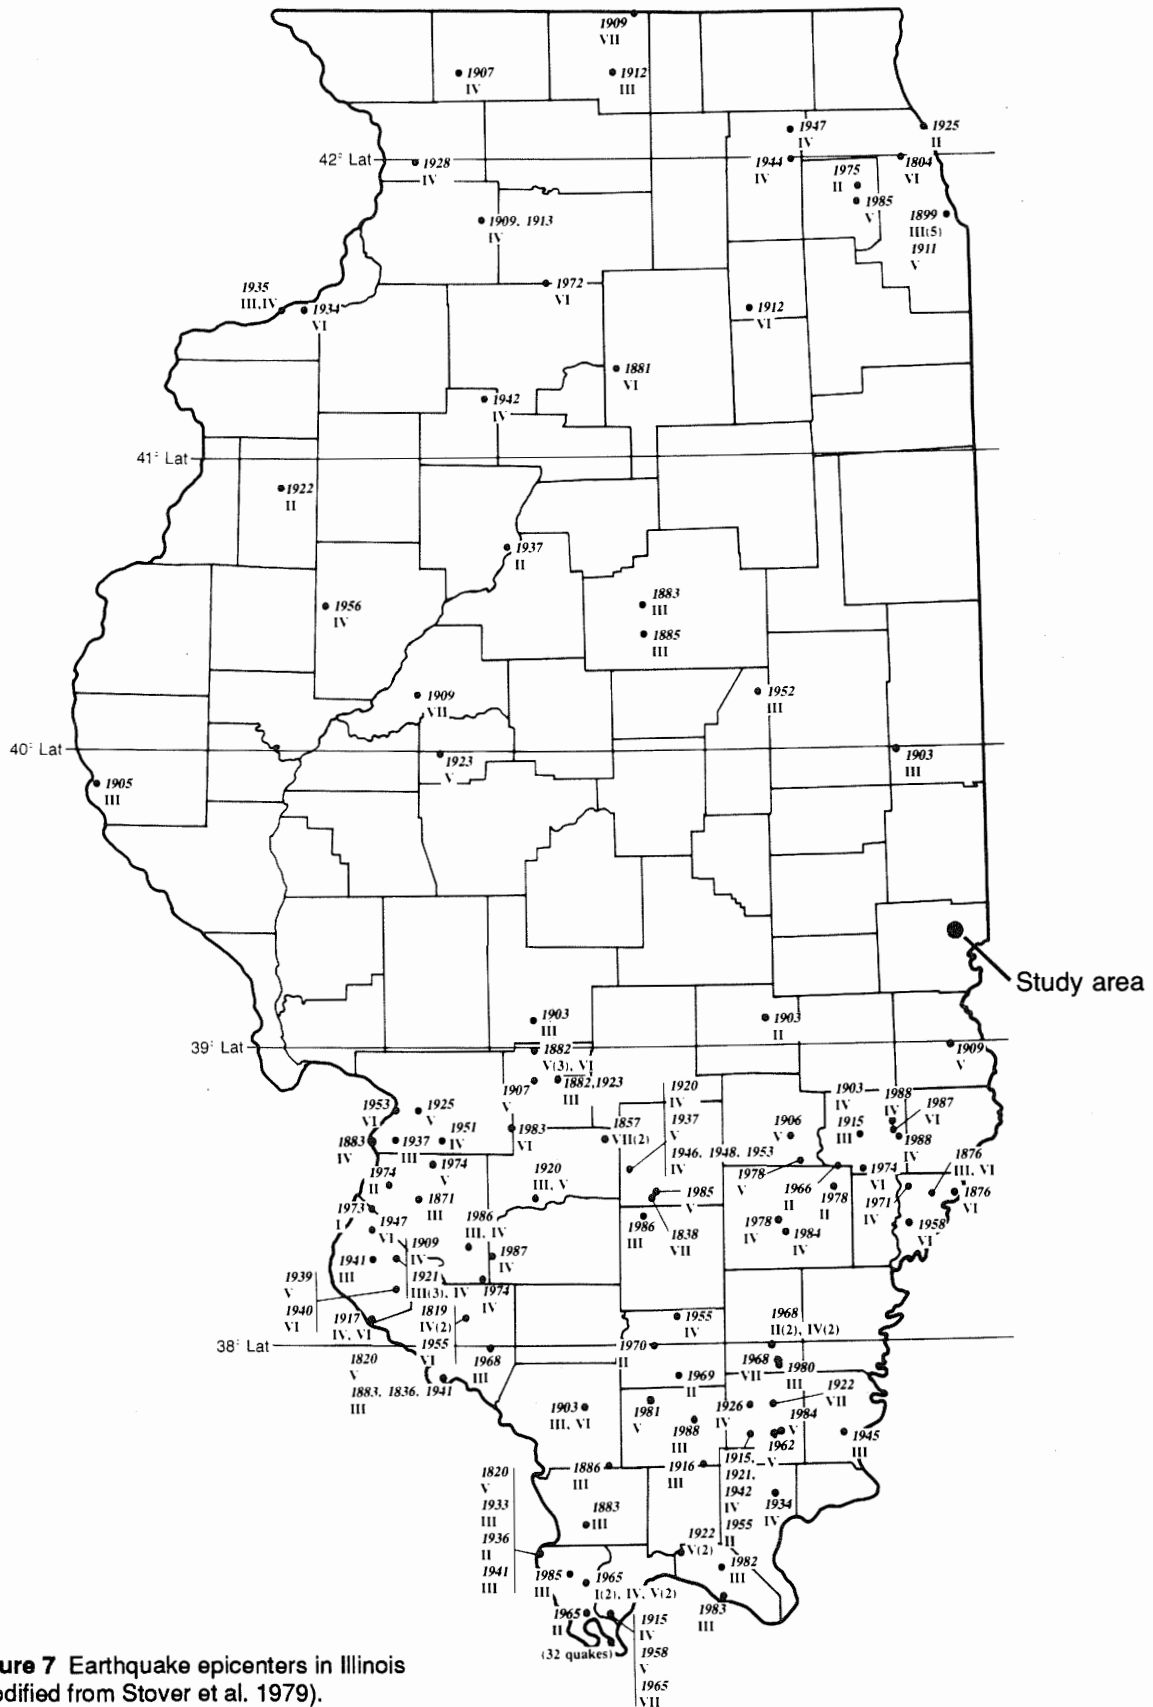 1909
VII
1907
IV
1912
III
1947
IV
1925
II
42° Lat
1928
IV
1944
IV
1804
VI
1975
II
1985
V
1909, 1913
IV
1899
III(5)
1911
V
1972
VI
1935
III,IV
1934
VI
1912
VI
1881
VI
1942
IV
41° Lat
1922
II
1937
II
1956
IV
1883
III
1885
III
1909
VII
1952
III
40° Lat
1923
V
1903
III
1905
III
Study area
1903
III
1903
II
39° Lat
1882
V(3), VI
1909
V
1907
V
1882,1923
III
1920
IV
1937
V
1946, 1948, 1953
IV
1903
IV
1988
IV
1987
VI
1953
VI
1925
V
1857
VII(2)
1906
V
1915
III
1988
IV
1883
IV
1937
III
1951
IV
1983
VI
1876
III, VI
1974
V
1974
II
1920
III, V
1978
V
1974
VI
1871
III
1985
V
1966
II
1978
II
1971
IV
1876
VI
1973
I
1947
VI
1986
III, IV
1986
III
1838
VII
1978
IV
1984
IV
1958
VI
1909
IV
1987
IV
1941
III
1939
V
1940
VI
1921
III(3), IV
1974
IV
1917
IV, VI
1819
IV(2)
1955
VI
1955
IV
1968
II(2), IV(2)
38° Lat
1968
III
1970
II
1968
VII
1980
III
1820
V
1883, 1836, 1941
III
1969
II
1903
III, VI
1981
V
1926
IV
1922
VII
1988
III
1984
V
1962
V
1945
III
1886
III
1916
III
1915,
1921,
1942
IV
1955
II
1820
V
1933
III
1936
II
1941
III
1883
III
1934
IV
1922
V(2)
1985
III
1965
I(2), IV, V(2)
1982
III
1965
II
1983
III
(32 quakes)
1915
IV
1958
V
1965
VII
ure 7 Earthquake epicenters in Illinois
odified from Stover et al. 1979).